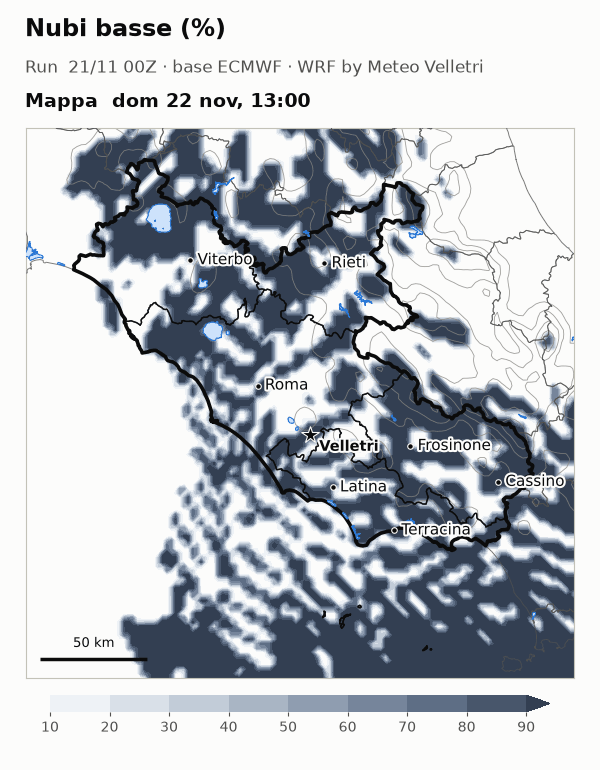 Nubi basse (%)
Run  21/11 00Z · base ECMWF · WRF by Meteo Velletri
Mappa  dom 22 nov, 13:00
Viterbo
Rieti
Roma
Velletri
Frosinone
Latina
Cassino
Terracina
50 km
10 20 30 40 50 60 70 80 90